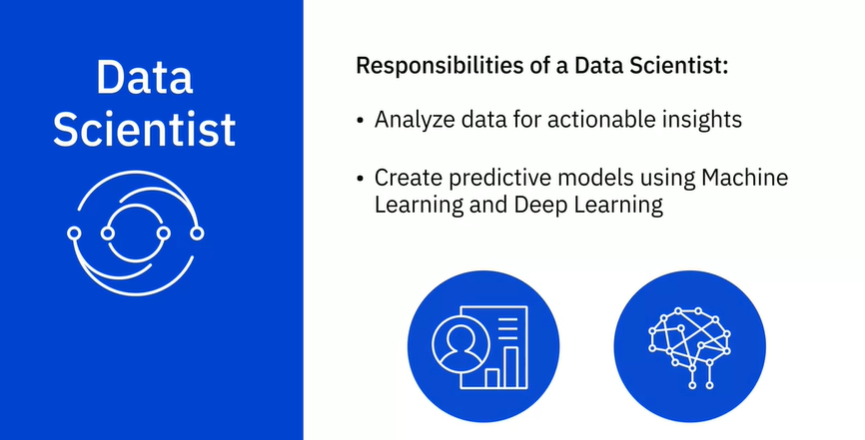 Data
Scientist
Responsibilities of a Data Scientist:
• Analyze data for actionable insights
• Create predictive models using Machine
Learning and Deep Learning